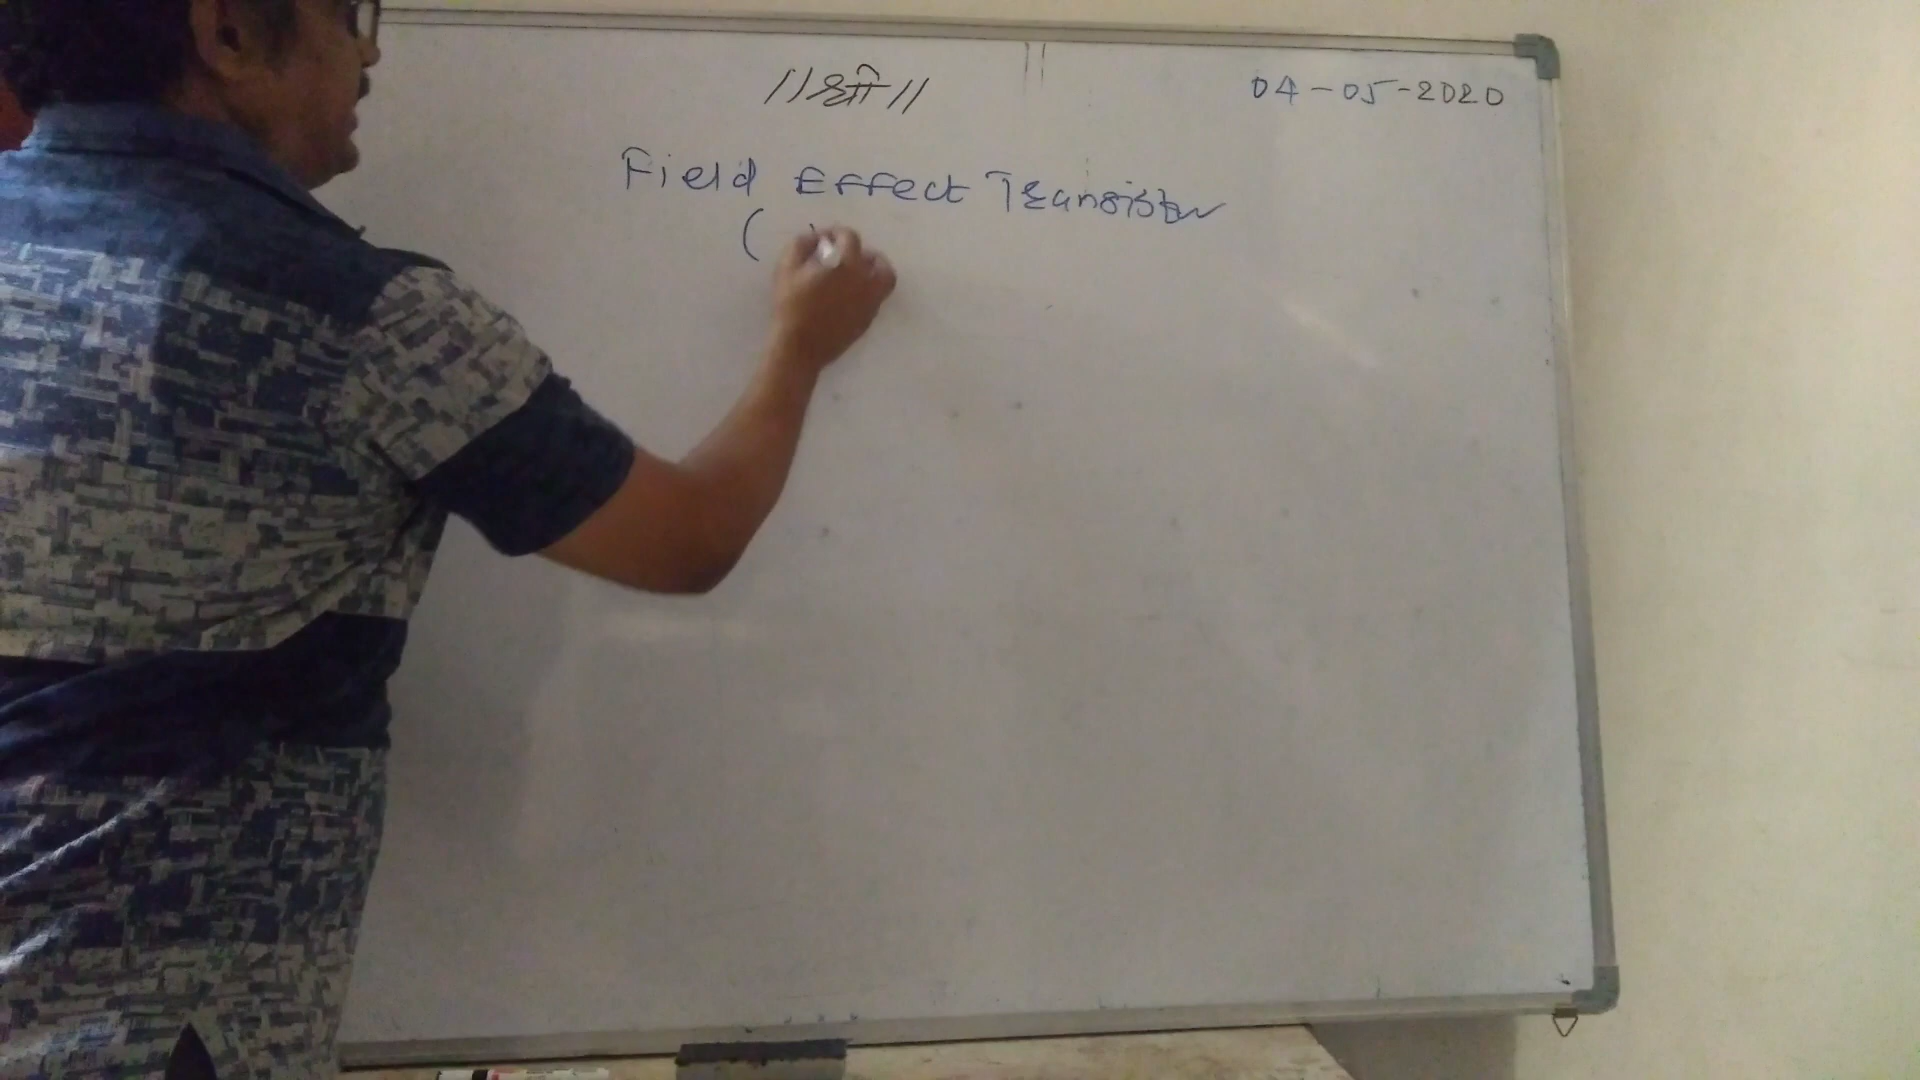 //श्री//
04-05-2020
Field Effect Transistor
(